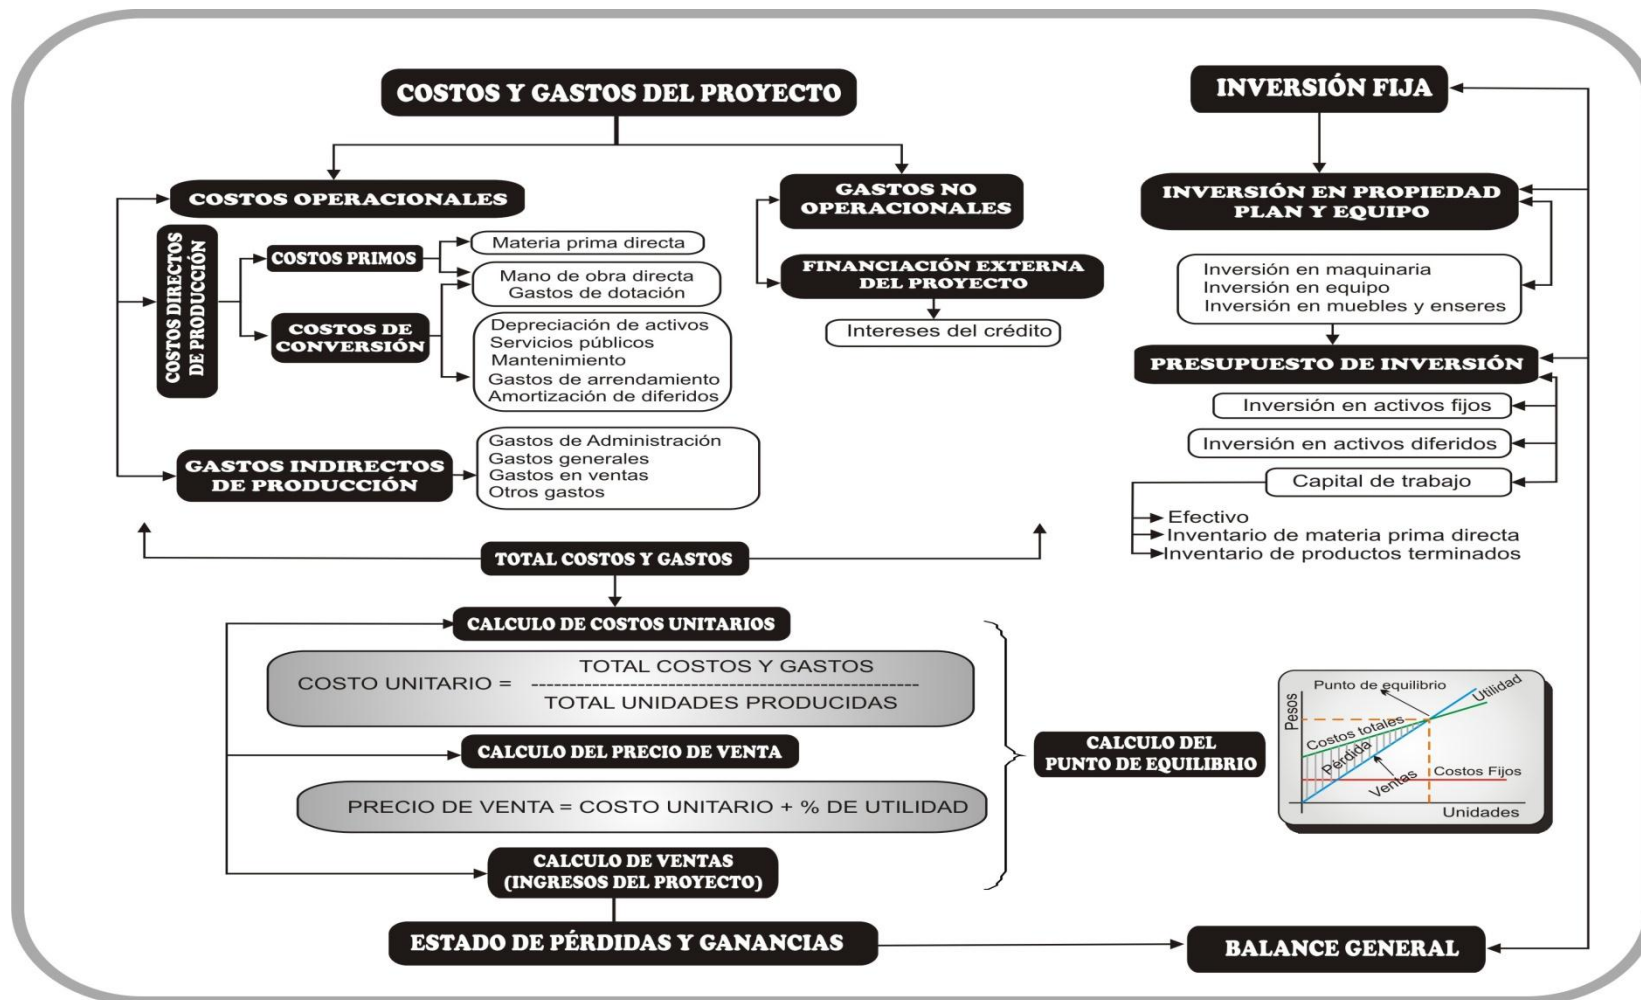 COSTOS Y GASTOS DEL PROYECTO
COSTOS OPERACIONALES
COSTOS DIRECTOS
DE PRODUCCIÓN
COSTOS PRIMOS
Materia prima directa
Mano de obra directa
Gastos de dotación
COSTOS DE
CONVERSIÓN
Depreciación de activos
Servicios públicos
Mantenimiento
Gastos de arrendamiento
Amortización de diferidos
GASTOS INDIRECTOS
DE PRODUCCIÓN
Gastos de Administración
Gastos generales
Gastos en ventas
Otros gastos
GASTOS NO
OPERACIONALES
FINANCIACIÓN EXTERNA
DEL PROYECTO
Intereses del crédito
TOTAL COSTOS Y GASTOS
CALCULO DE COSTOS UNITARIOS
TOTAL COSTOS Y GASTOS
COSTO UNITARIO = ------------------------------------------------
TOTAL UNIDADES PRODUCIDAS
CALCULO DEL PRECIO DE VENTA
PRECIO DE VENTA = COSTO UNITARIO + % DE UTILIDAD
CALCULO DE VENTAS
(INGRESOS DEL PROYECTO)
ESTADO DE PÉRDIDAS Y GANANCIAS
CALCULO DEL
PUNTO DE EQUILIBRIO
Punto de equilibrio
Utilidad
Pesos
Costos totales
Pérdida
Ventas
Costos Fijos
Unidades
INVERSIÓN FIJA
INVERSIÓN EN PROPIEDAD
PLAN Y EQUIPO
Inversión en maquinaria
Inversión en equipo
Inversión en muebles y enseres
PRESUPUESTO DE INVERSIÓN
Inversión en activos fijos
Inversión en activos diferidos
Capital de trabajo
Efectivo
Inventario de materia prima directa
Inventario de productos terminados
BALANCE GENERAL